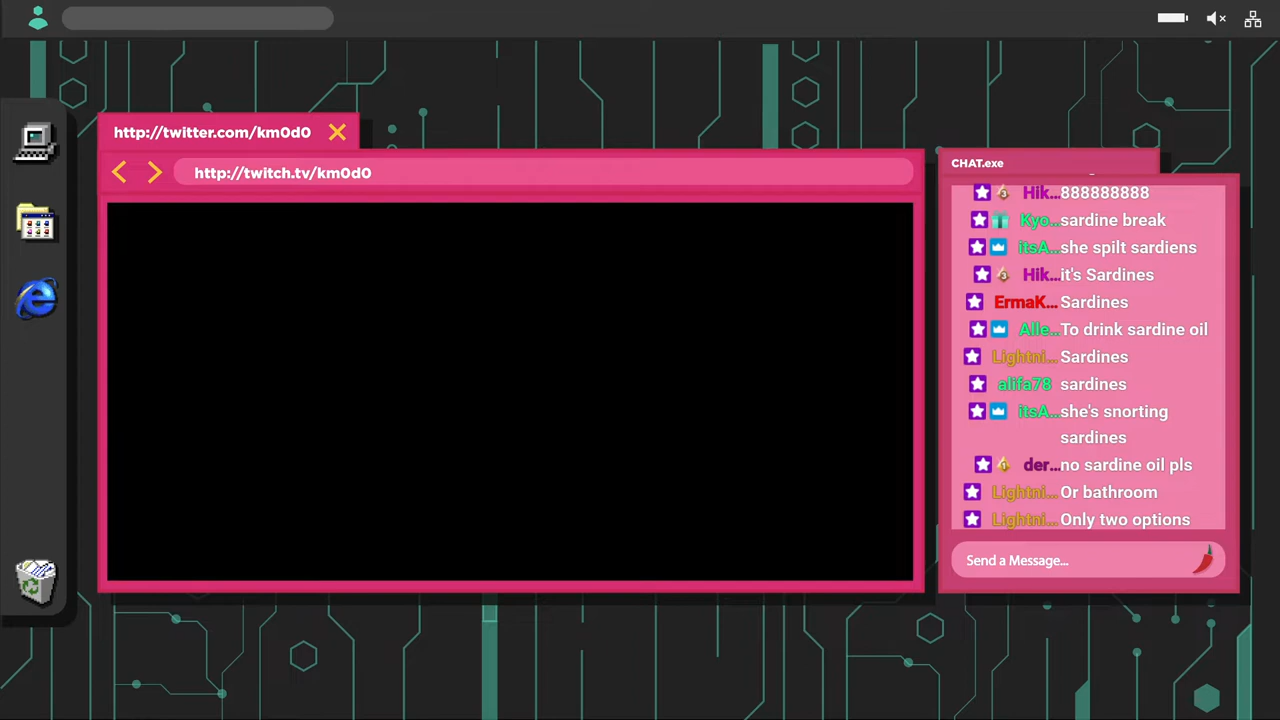 http://twitter.com/km0d0
http://twitch.tv/km0d0
CHAT.exe
Hik...888888888
Kyo...sardine break
itsA...she spilt sardiens
Hik...it's Sardines
ErmaK...Sardines
Alle...To drink sardine oil
Lightni...Sardines
alifa78 sardines
itsA...she's snorting
sardines
der...no sardine oil pls
Lightni...Or bathroom
Lightni...Only two options
Send a Message...